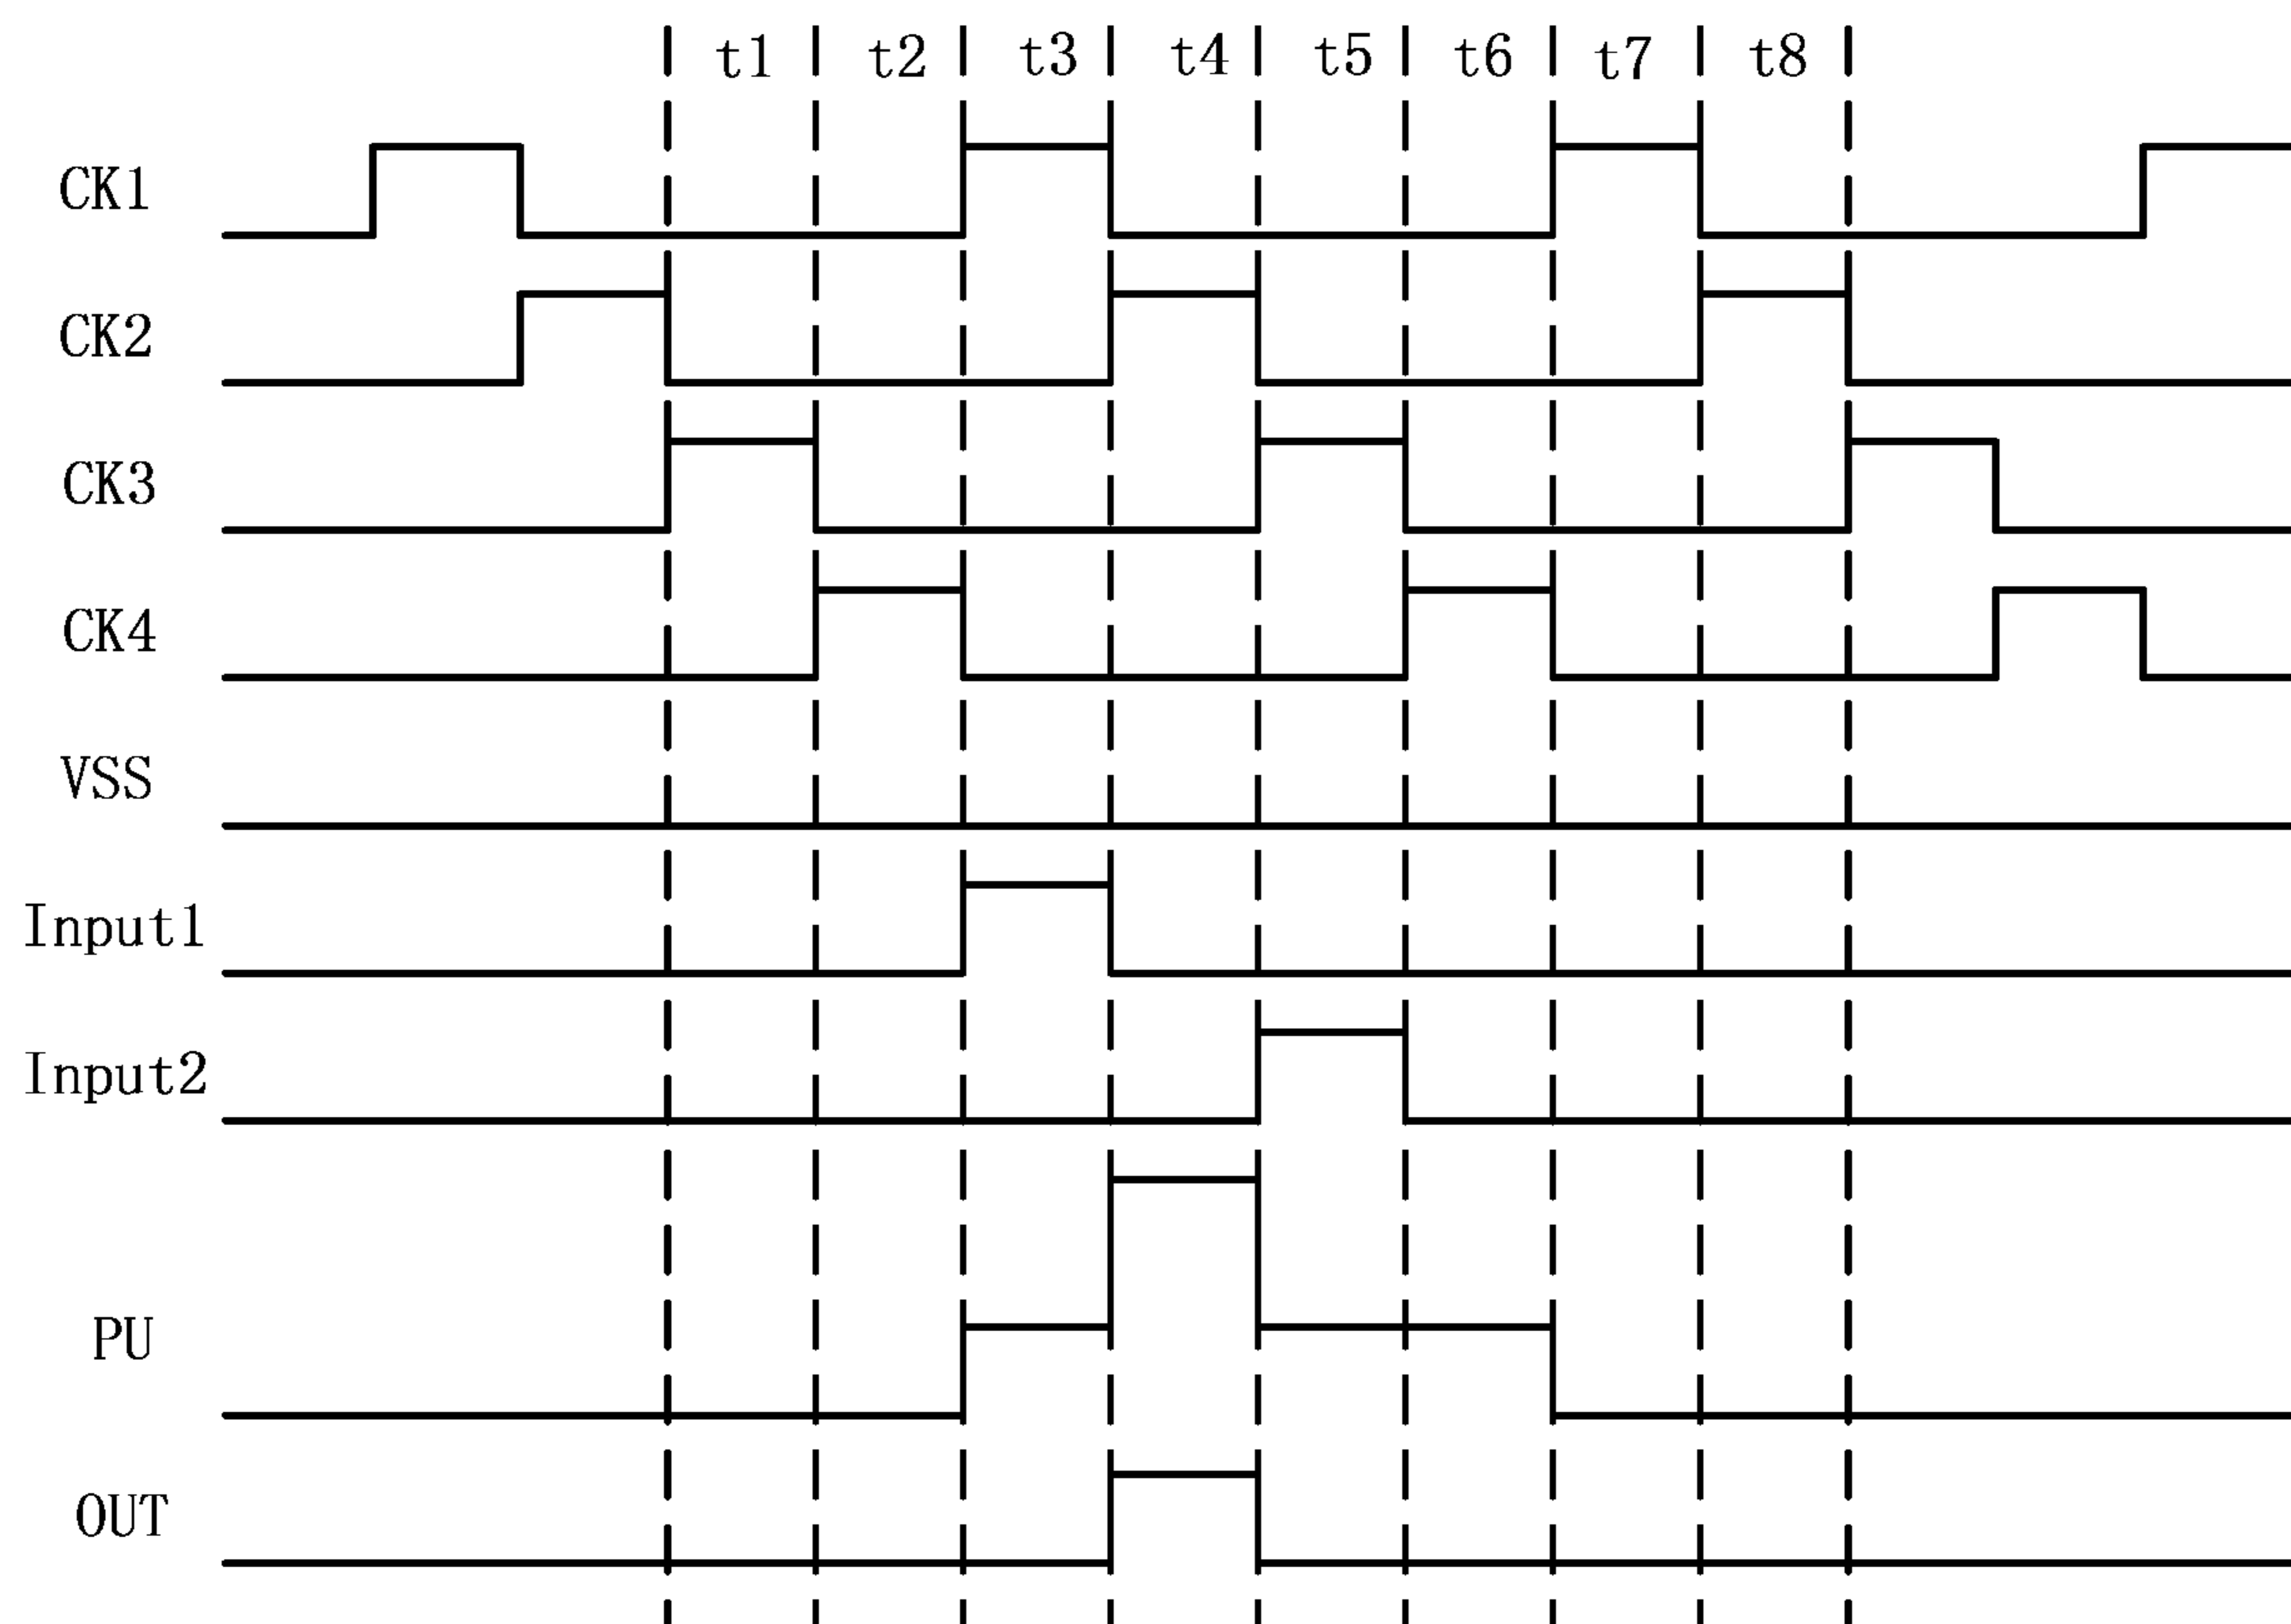 t1 t2 t3 t4 t5 t6 t7 t8
CK1
CK2
CK3
CK4
VSS
Input1
Input2
PU
OUT